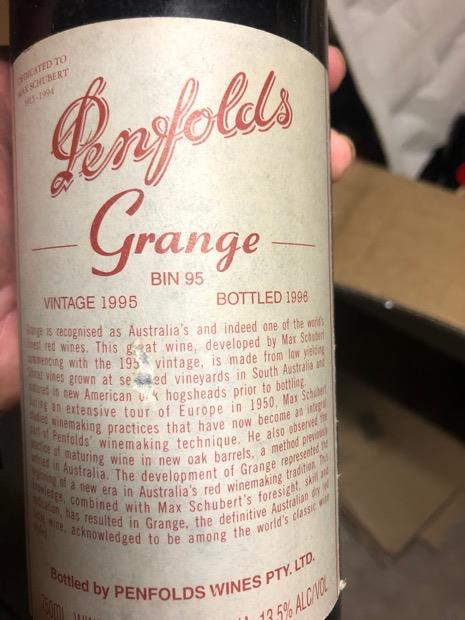 DEDICATED TO
MAX SCHUBERT
1915-1994
Penfolds
Grange
BIN 95
VINTAGE 1995 BOTTLED 1996
Grange is recognised as Australia's and indeed one of the world's
finest red wines. This great wine, developed by Max Schubert
commencing with the 195 vintage, is made from low yielding
Shiraz vines grown at selected vineyards in South Australia and
matured in new American oak hogsheads prior to bottling.
During an extensive tour of Europe in 1950, Max Schubert
studied winemaking practices that have now become an integral
part of Penfolds' winemaking technique. He also observed the
practice of maturing wine in new oak barrels, a method previously
untried in Australia. The development of Grange represented the
beginning of a new era in Australia's red winemaking tradition. This
knowledge, combined with Max Schubert's foresight, skill and
dedication, has resulted in Grange, the definitive Australian dry red
table wine, acknowledged to be among the world's classic wine
styles.
Bottled by PENFOLDS WINES PTY. LTD.
750ml 13.5% ALC/VOL